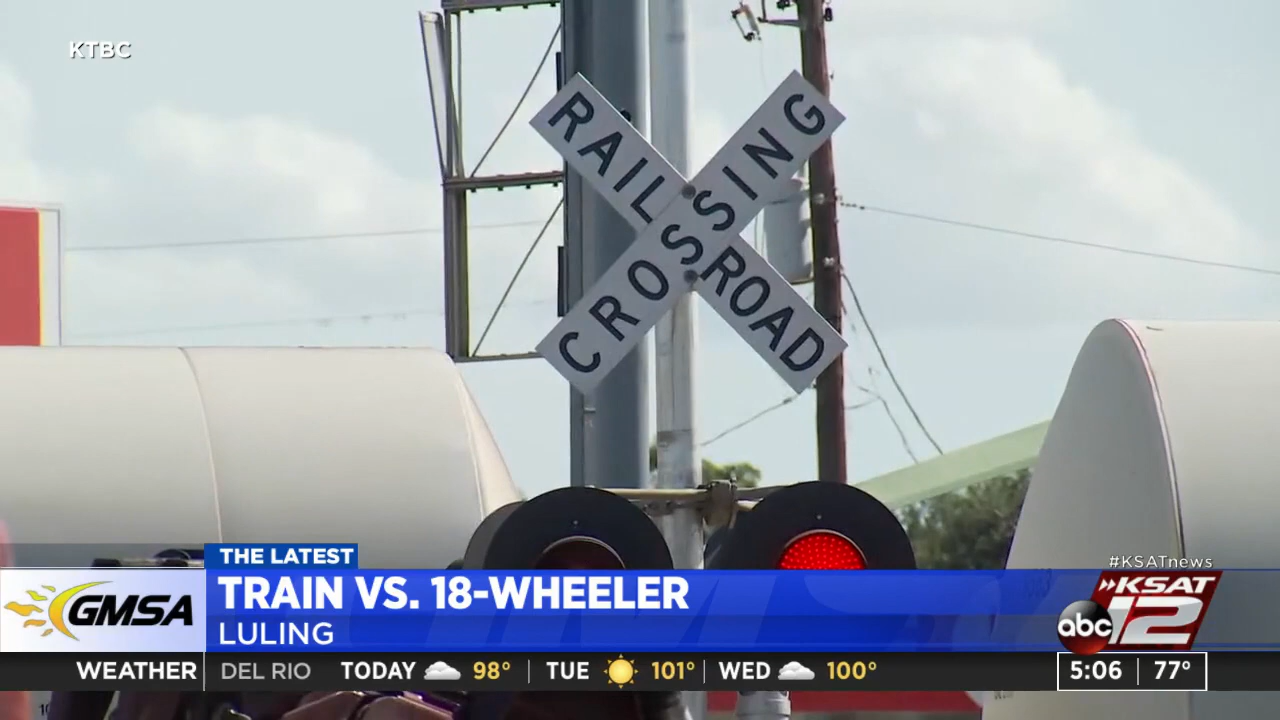 KTBC
RAILROAD
CROSSING
#KSATnews
THE LATEST
TRAIN VS. 18-WHEELER
LULING
GMSA
KSAT
abc 12
WEATHER DEL RIO TODAY 98° TUE 101° WED 100° 5:06 77°